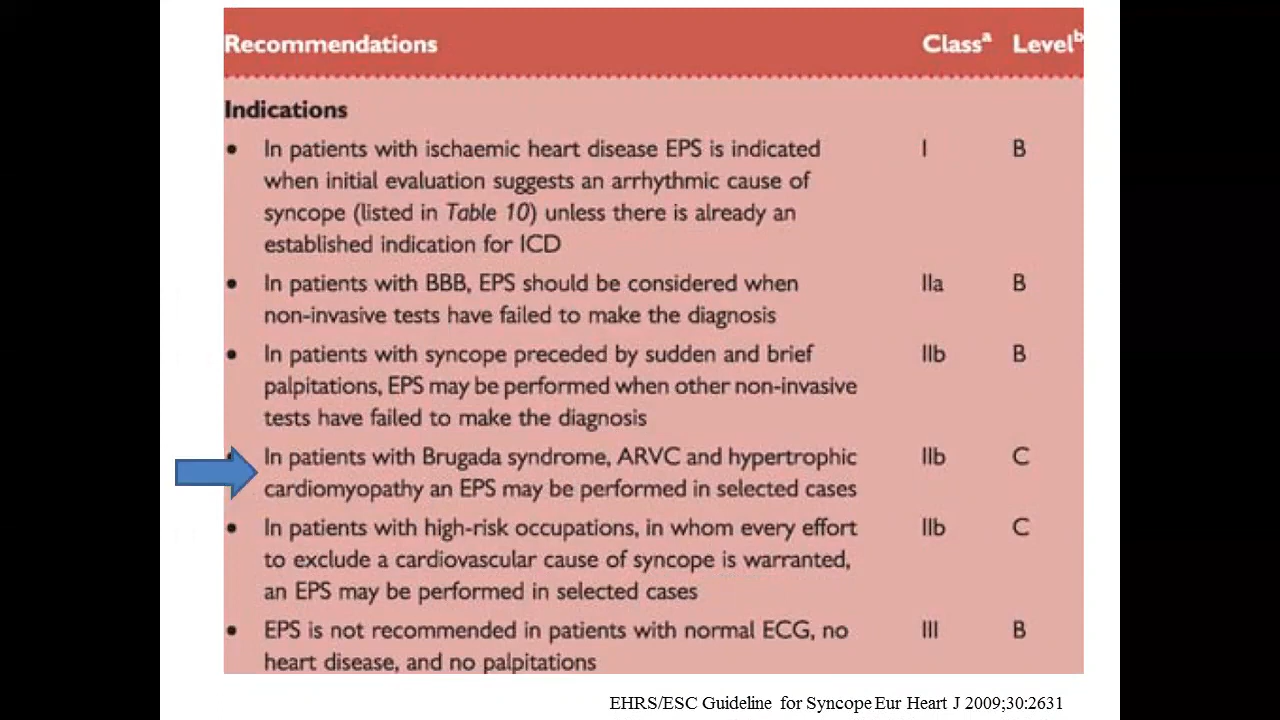 Recommendations Classᵃ Levelᵇ
Indications
• In patients with ischaemic heart disease EPS is indicated I B
when initial evaluation suggests an arrhythmic cause of
syncope (listed in Table 10) unless there is already an
established indication for ICD
• In patients with BBB, EPS should be considered when IIa B
non-invasive tests have failed to make the diagnosis
• In patients with syncope preceded by sudden and brief IIb B
palpitations, EPS may be performed when other non-invasive
tests have failed to make the diagnosis
• In patients with Brugada syndrome, ARVC and hypertrophic IIb C
cardiomyopathy an EPS may be performed in selected cases
• In patients with high-risk occupations, in whom every effort IIb C
to exclude a cardiovascular cause of syncope is warranted,
an EPS may be performed in selected cases
• EPS is not recommended in patients with normal ECG, no III B
heart disease, and no palpitations
EHRS/ESC Guideline for Syncope Eur Heart J 2009;30:2631